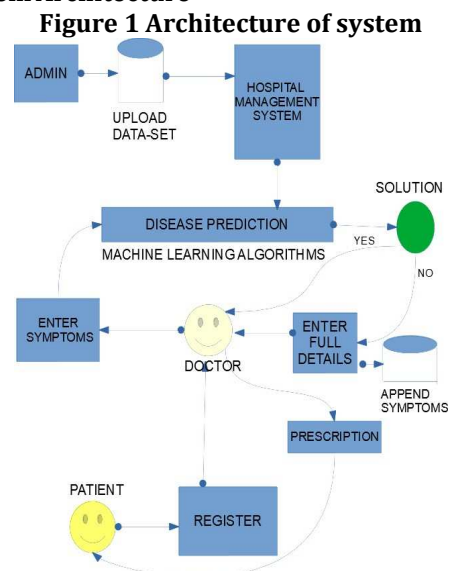 Figure 1 Architecture of system
ADMIN
UPLOAD
DATA-SET
HOSPITAL
MANAGEMENT
SYSTEM
SOLUTION
DISEASE PREDICTION
YES
MACHINE LEARNING ALGORITHMS
NO
ENTER
SYMPTOMS
DOCTOR
ENTER
FULL
DETAILS
APPEND
SYMPTOMS
PRESCRIPTION
PATIENT
REGISTER